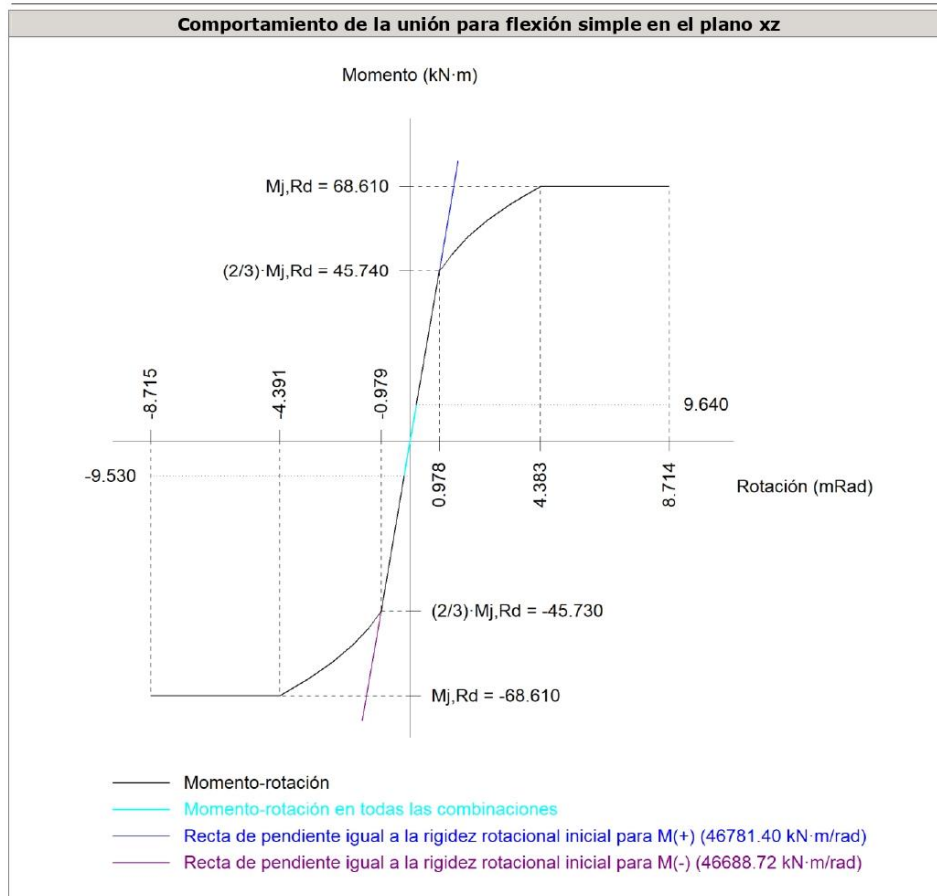 Comportamiento de la unión para flexión simple en el plano xz
Momento (kN·m)
Mj,Rd = 68.610
(2/3)·Mj,Rd = 45.740
-8.715
-4.391
-0.979
9.640
-9.530
0.978
4.383
8.714
Rotación (mRad)
(2/3)·Mj,Rd = -45.730
Mj,Rd = -68.610
Momento-rotación
Momento-rotación en todas las combinaciones
Recta de pendiente igual a la rigidez rotacional inicial para M(+) (46781.40 kN·m/rad)
Recta de pendiente igual a la rigidez rotacional inicial para M(-) (46688.72 kN·m/rad)